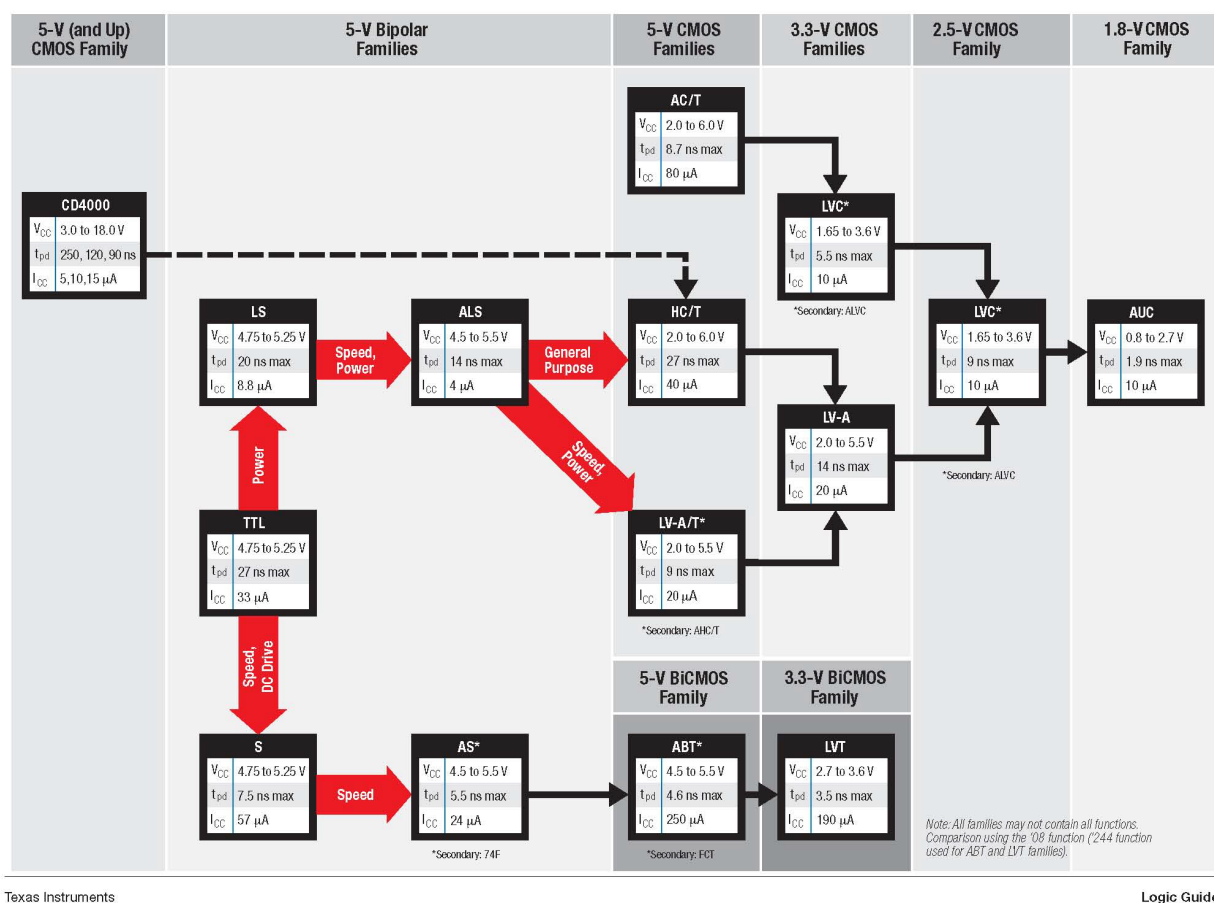 5-V (and Up)
CMOS Family
5-V Bipolar
Families
5-V CMOS
Families
3.3-V CMOS
Families
2.5-V CMOS
Family
1.8-V CMOS
Family
AC/T
VCC 2.0 to 6.0 V
tpd 8.7 ns max
ICC 80 µA
CD4000
VCC 3.0 to 18.0 V
tpd 250, 120, 90 ns
ICC 5,10,15 µA
LVC*
VCC 1.65 to 3.6 V
tpd 5.5 ns max
ICC 10 µA
*Secondary: ALVC
LS
VCC 4.75 to 5.25 V
tpd 20 ns max
ICC 8.8 µA
Speed,
Power
ALS
VCC 4.5 to 5.5 V
tpd 14 ns max
ICC 4 µA
General
Purpose
HC/T
VCC 2.0 to 6.0 V
tpd 27 ns max
ICC 40 µA
LVC*
VCC 1.65 to 3.6 V
tpd 9 ns max
ICC 10 µA
*Secondary: ALVC
AUC
VCC 0.8 to 2.7 V
tpd 1.9 ns max
ICC 10 µA
Power
Speed,
Power
LV-A
VCC 2.0 to 5.5 V
tpd 14 ns max
ICC 20 µA
TTL
VCC 4.75 to 5.25 V
tpd 27 ns max
ICC 33 µA
LV-A/T*
VCC 2.0 to 5.5 V
tpd 9 ns max
ICC 20 µA
*Secondary: AHC/T
Speed,
DC Drive
5-V BiCMOS
Family
3.3-V BiCMOS
Family
S
VCC 4.75 to 5.25 V
tpd 7.5 ns max
ICC 57 µA
Speed
AS*
VCC 4.5 to 5.5 V
tpd 5.5 ns max
ICC 24 µA
*Secondary: 74F
ABT*
VCC 4.5 to 5.5 V
tpd 4.6 ns max
ICC 250 µA
*Secondary: FCT
LVT
VCC 2.7 to 3.6 V
tpd 3.5 ns max
ICC 190 µA
Note: All families may not contain all functions.
Comparison using the '08 function ('244 function
used for ABT and LVT families).
Texas Instruments
Logic Guide